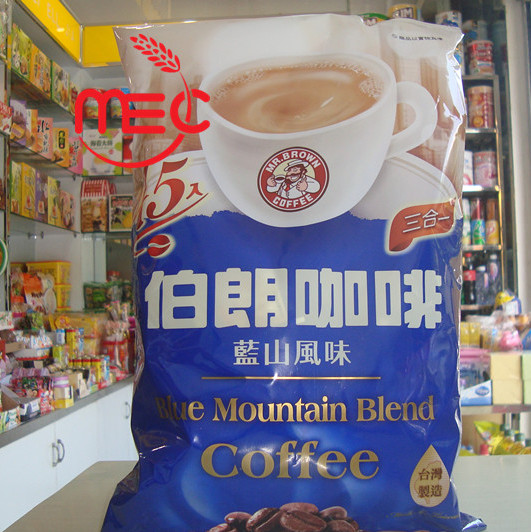 MEC
MR. BROWN
COFFEE
45入
三合一
伯朗咖啡
藍山風味
Blue Mountain Blend
Coffee
台灣
製造